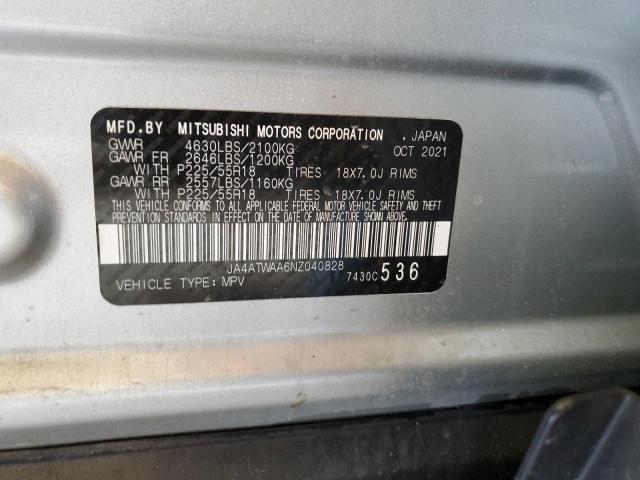 MFD.BY MITSUBISHI MOTORS CORPORATION . JAPAN
GVWR 4630LBS/2100KG OCT 2021
GAWR FR 2646LBS/1200KG
WITH P225/55R18 TIRES 18X7.0J RIMS
GAWR RR 2557LBS/1160KG
WITH P225/55R18 TIRES 18X7.0J RIMS
THIS VEHICLE CONFORMS TO ALL APPLICABLE FEDERAL MOTOR VEHICLE SAFETY AND THEFT
PREVENTION STANDARDS IN EFFECT ON THE DATE OF MANUFACTURE SHOWN ABOVE.
JA4ATWAA6NZ040828
VEHICLE TYPE: MPV 7430C 536